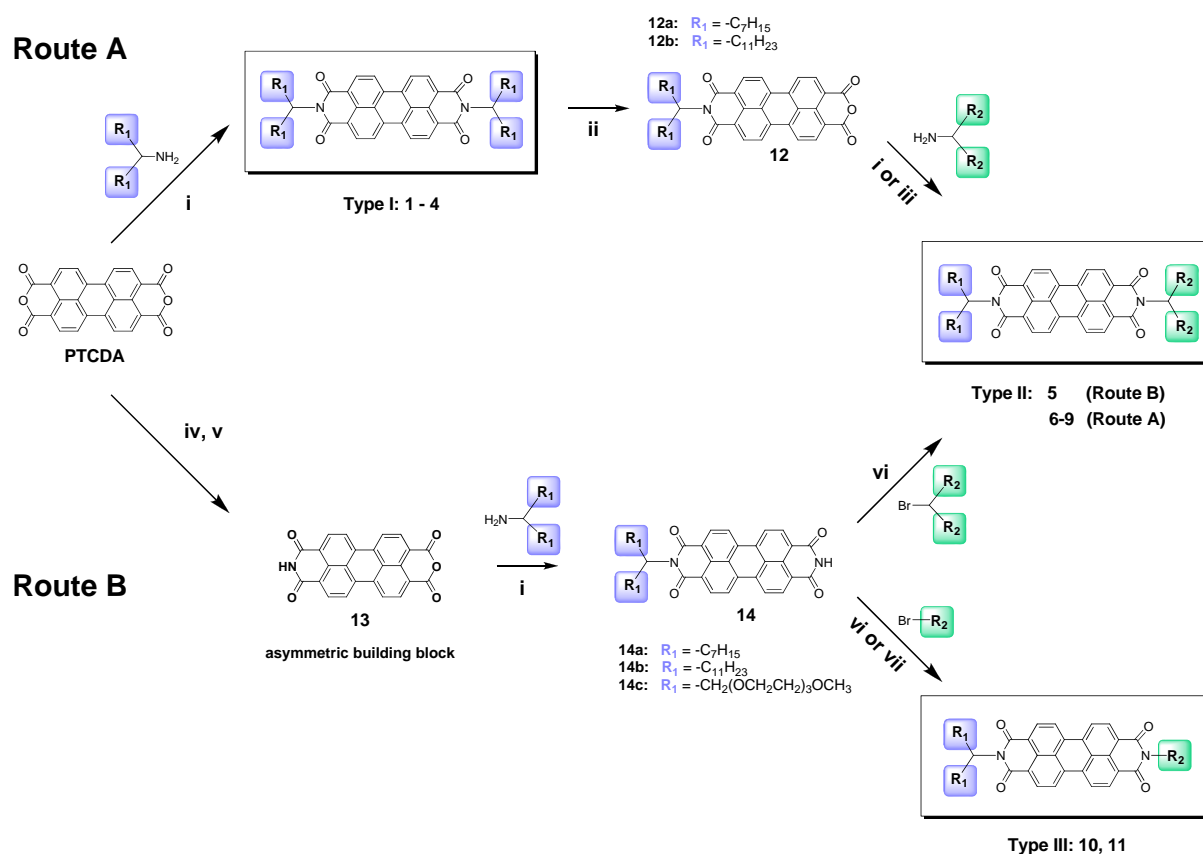 Route A
12a: R1 = -C7H15
12b: R1 = -C11H23
R1
R1
NH2
i
R1
R1
O
O
N
O
O
N
R1
R1
Type I: 1 - 4
ii
R1
R1
O
O
N
O
O
O
12
R2
H2N
R2
i or iii
O
O
O
O
O
O
PTCDA
R1
R1
O
O
N
O
O
N
R2
R2
Type II: 5 (Route B)
6-9 (Route A)
iv, v
Route B
O
HN
O
O
O
O
13
asymmetric building block
R1
H2N
R1
i
R1
R1
O
O
N
O
O
NH
14
14a: R1 = -C7H15
14b: R1 = -C11H23
14c: R1 = -CH2(OCH2CH2)3OCH3
vi
R2
Br
R2
Br
R2
vi or vii
R1
R1
O
O
N
O
O
N
R2
Type III: 10, 11